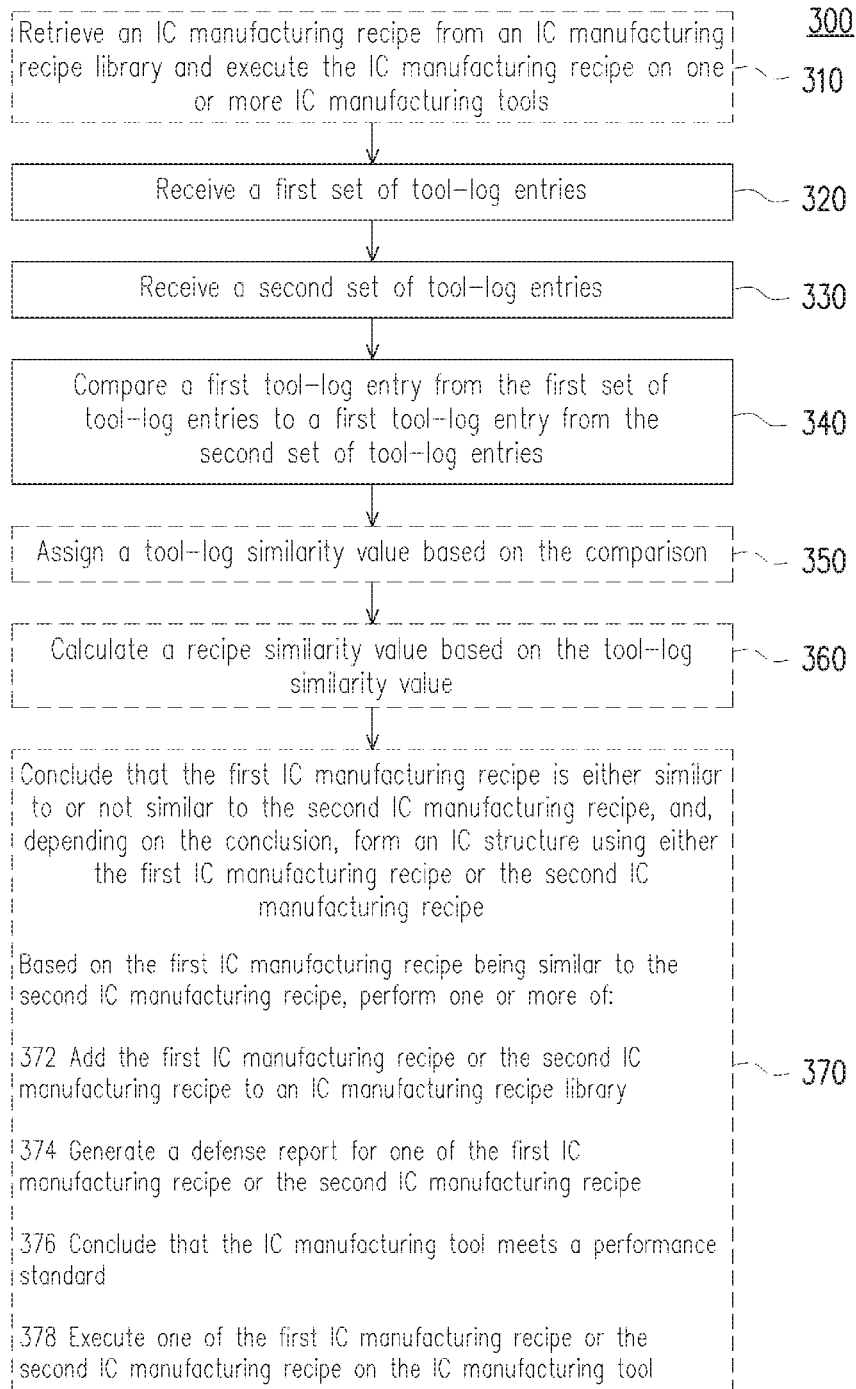 300
Retrieve an IC manufacturing recipe from an IC manufacturing
recipe library and execute the IC manufacturing recipe on one
or more IC manufacturing tools
310
Receive a first set of tool-log entries
320
Receive a second set of tool-log entries
330
Compare a first tool-log entry from the first set of
tool-log entries to a first tool-log entry from the
second set of tool-log entries
340
Assign a tool-log similarity value based on the comparison
350
Calculate a recipe similarity value based on the tool-log
similarity value
360
Conclude that the first IC manufacturing recipe is either similar
to or not similar to the second IC manufacturing recipe, and,
depending on the conclusion, form an IC structure using either
the first IC manufacturing recipe or the second IC
manufacturing recipe
Based on the first IC manufacturing recipe being similar to the
second IC manufacturing recipe, perform one or more of:
372 Add the first IC manufacturing recipe or the second IC
manufacturing recipe to an IC manufacturing recipe library
370
374 Generate a defense report for one of the first IC
manufacturing recipe or the second IC manufacturing recipe
376 Conclude that the IC manufacturing tool meets a performance
standard
378 Execute one of the first IC manufacturing recipe or the
second IC manufacturing recipe on the IC manufacturing tool